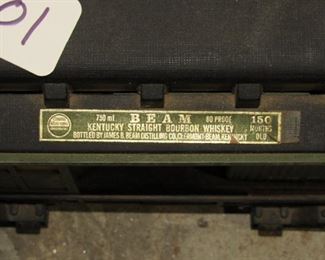 01
750 ml BEAM 80 PROOF 150
KENTUCKY STRAIGHT BOURBON WHISKEY MONTHS
BOTTLED BY JAMES B. BEAM DISTILLING CO. CLERMONT-BEAM, KENTUCKY OLD